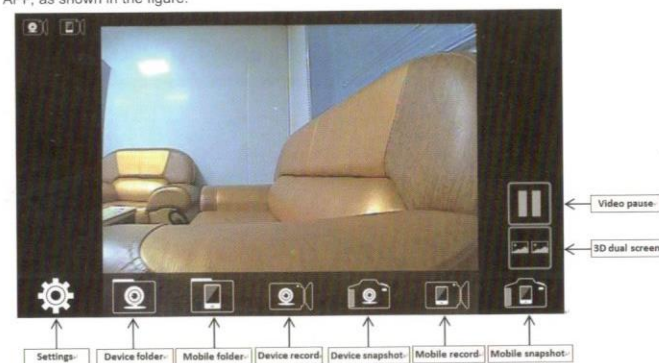 APP, as shown in the figure:
Video pause
3D dual screen
Settings
Device folder
Mobile folder
Device record
Device snapshot
Mobile record
Mobile snapshot